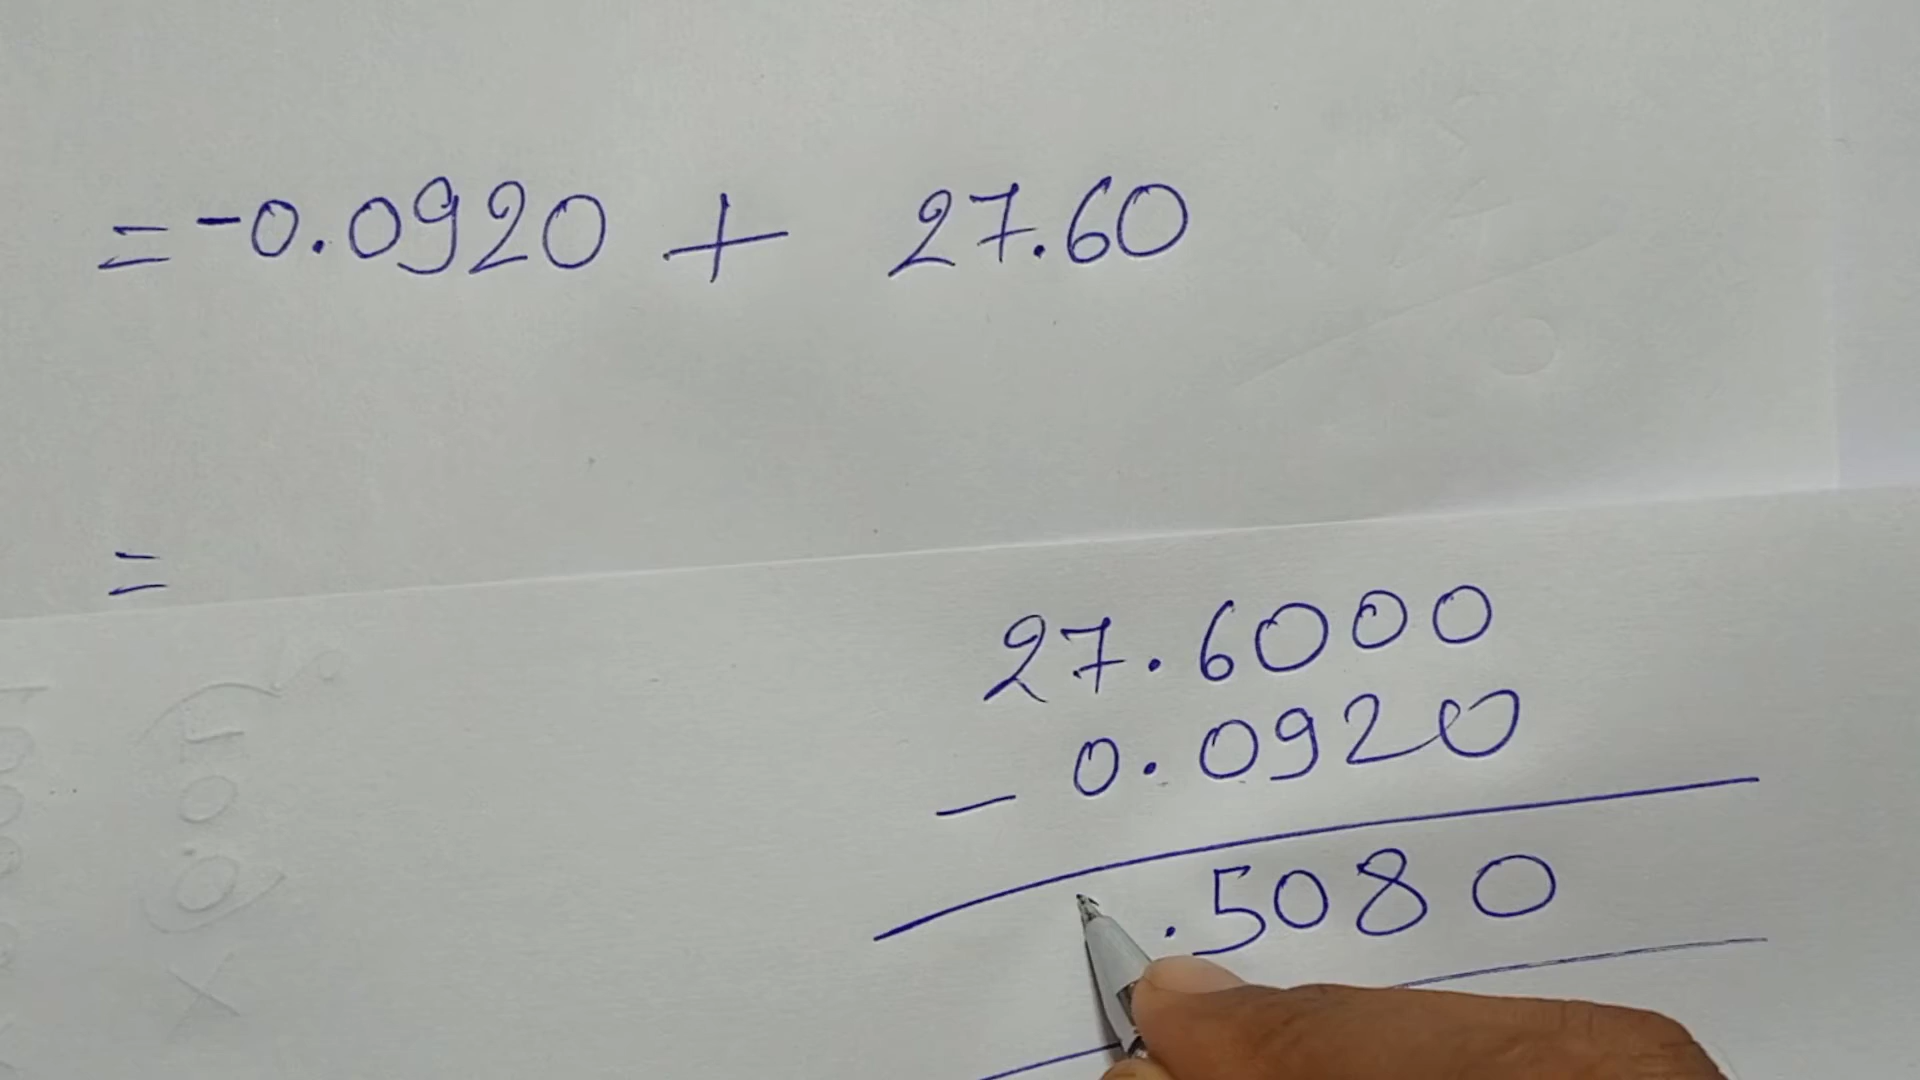 = -0.0920 + 27.60
=
27.6000
- 0.0920
.5080